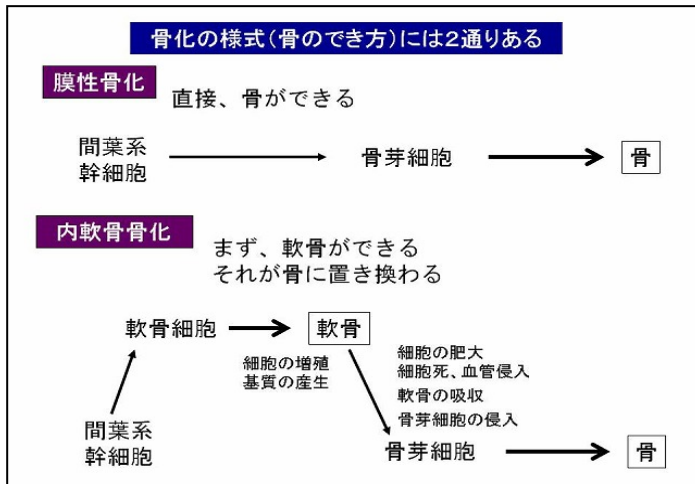 骨化の様式(骨のでき方)には2通りある
膜性骨化
直接、骨ができる
間葉系
幹細胞
骨芽細胞
骨
内軟骨骨化
まず、軟骨ができる
それが骨に置き換わる
軟骨細胞
軟骨
細胞の増殖
基質の産生
細胞の肥大
細胞死、血管侵入
軟骨の吸収
骨芽細胞の侵入
間葉系
幹細胞
骨芽細胞
骨